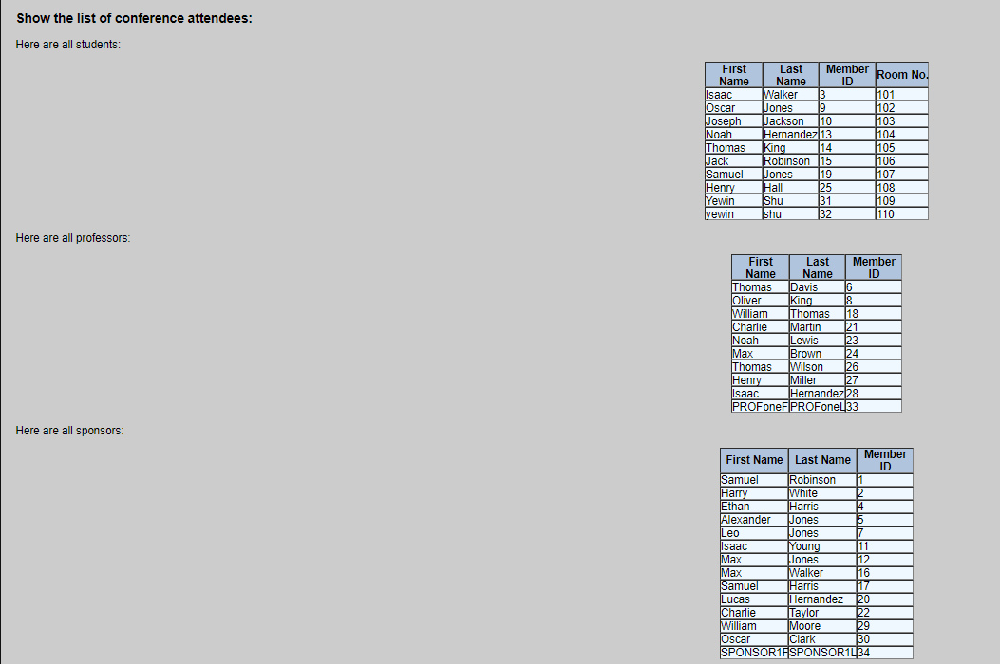 Show the list of conference attendees:
Here are all students:
First Name Last Name Member ID Room No.
Isaac Walker 3 101
Oscar Jones 9 102
Joseph Jackson 10 103
Noah Hernandez 13 104
Thomas King 14 105
Jack Robinson 15 106
Samuel Jones 19 107
Henry Hall 25 108
Yewin Shu 31 109
yewin shu 32 110
Here are all professors:
First Name Last Name Member ID
Thomas Davis 6
Oliver King 8
William Thomas 18
Charlie Martin 21
Noah Lewis 23
Max Brown 24
Thomas Wilson 26
Henry Miller 27
Isaac Hernandez 28
PROFoneF PROFoneL 33
Here are all sponsors:
First Name Last Name Member ID
Samuel Robinson 1
Harry White 2
Ethan Harris 4
Alexander Jones 5
Leo Jones 7
Isaac Young 11
Max Jones 12
Max Walker 16
Samuel Harris 17
Lucas Hernandez 20
Charlie Taylor 22
William Moore 29
Oscar Clark 30
SPONSOR1F SPONSOR1L 34